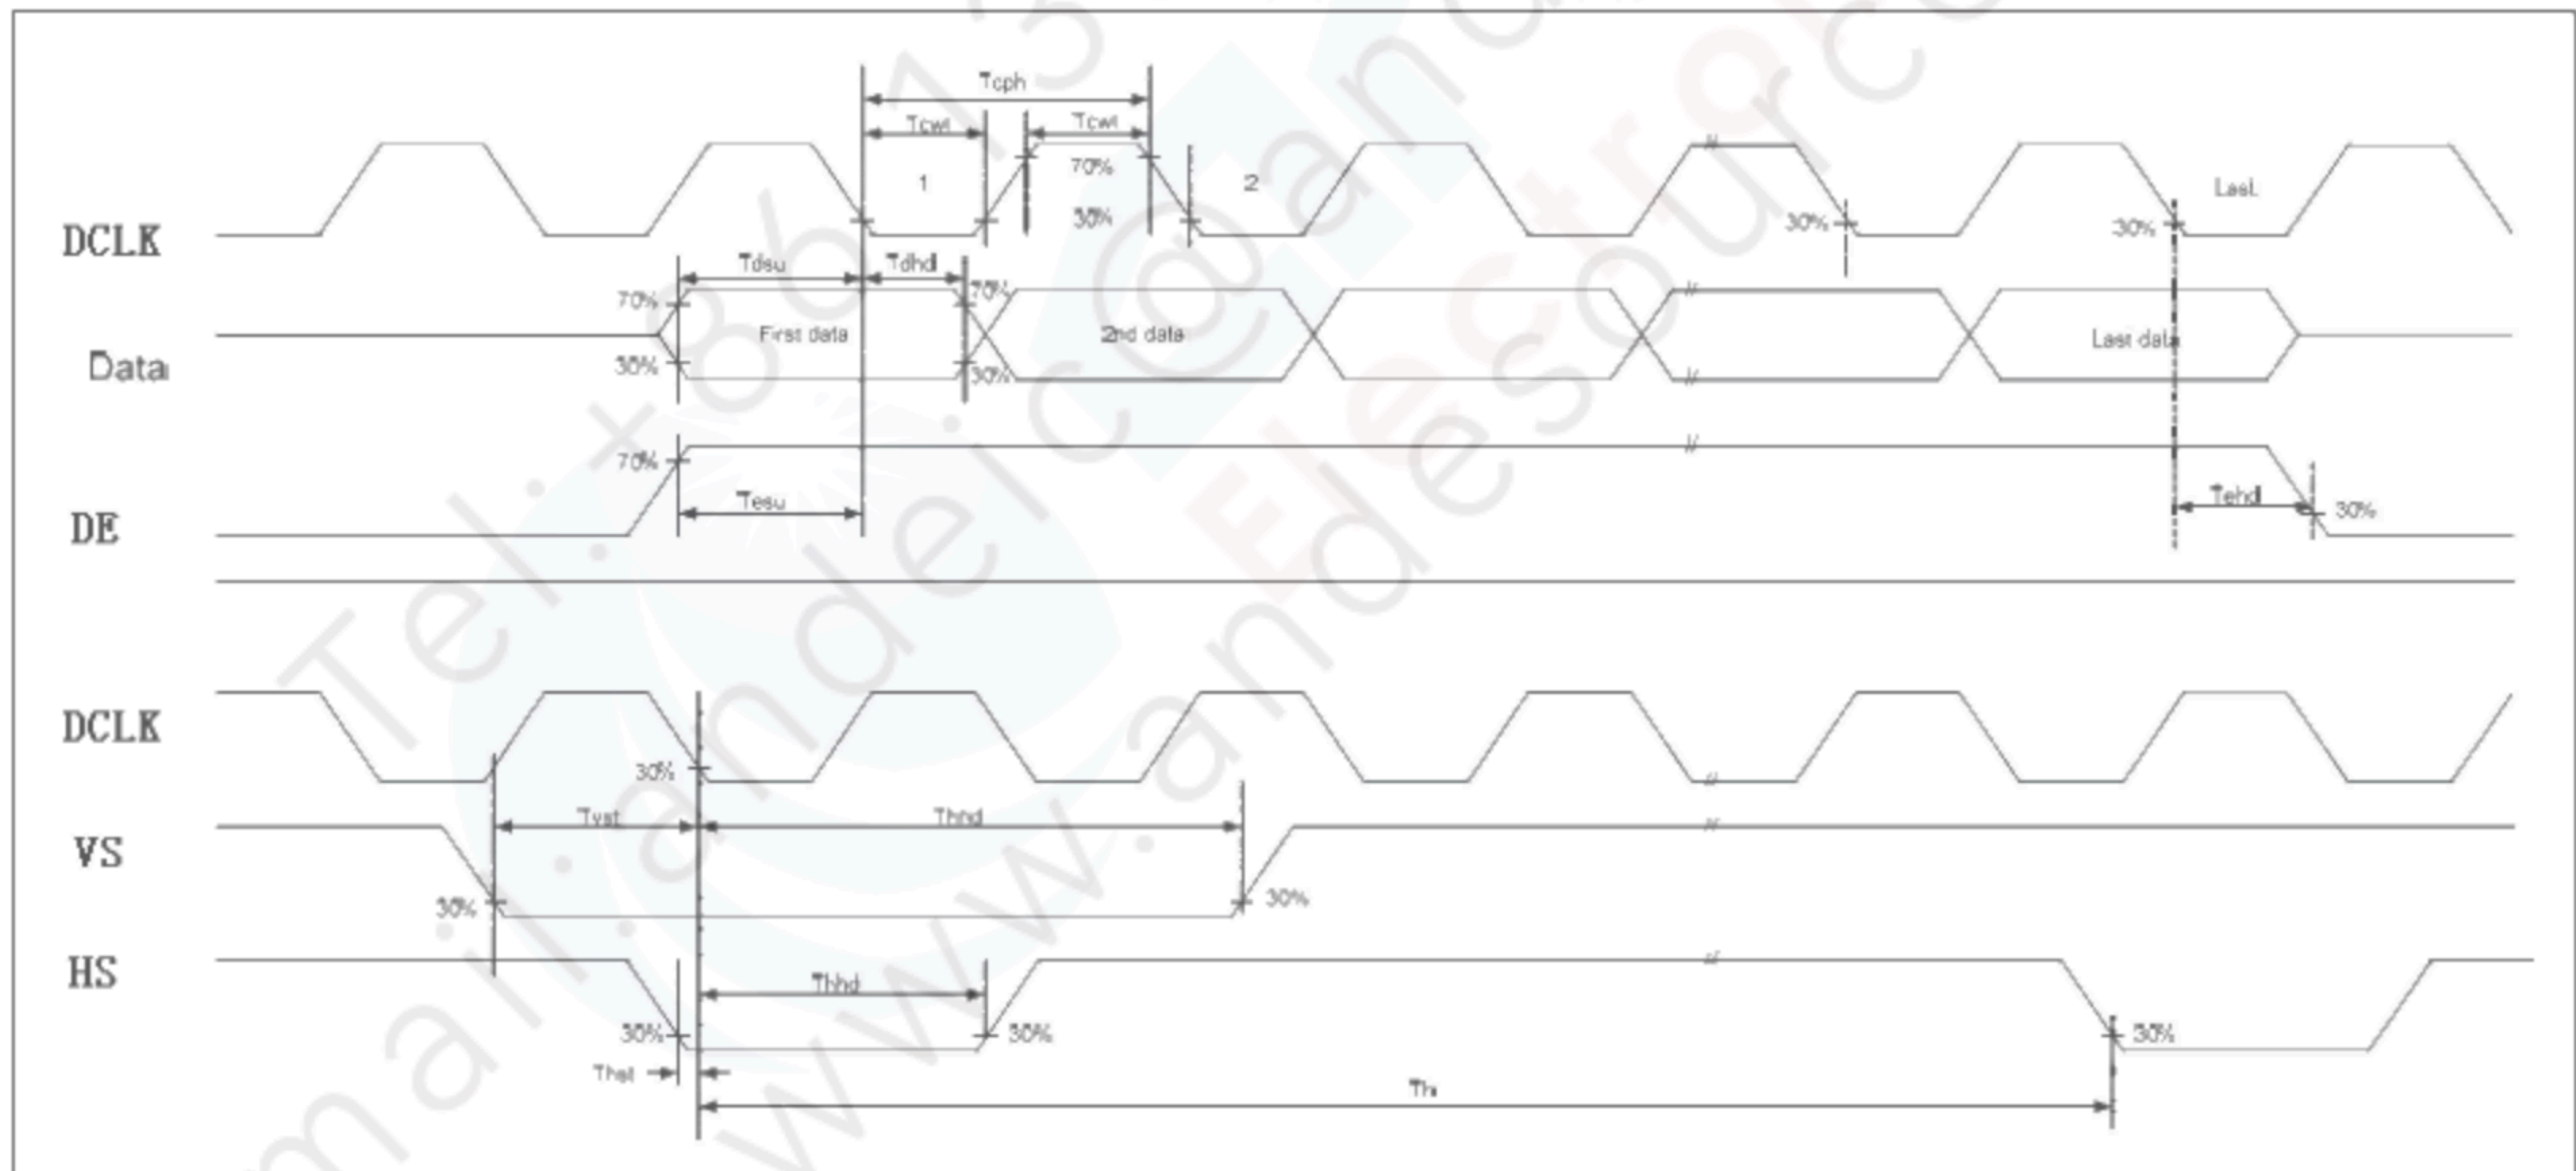 Tcph
Tcwl Tcwl
1 70% 2 Last
DCLK 30% 30% 30%
Tdsu Tdhd
70% 70%
First data 2nd data Last data
Data 30% 30%
70%
Tesu Tehd
DE 30%
DCLK
30%
Tvst Thhd
VS
30% 30%
HS
Thhd
30% 30% 30%
Thst
Th